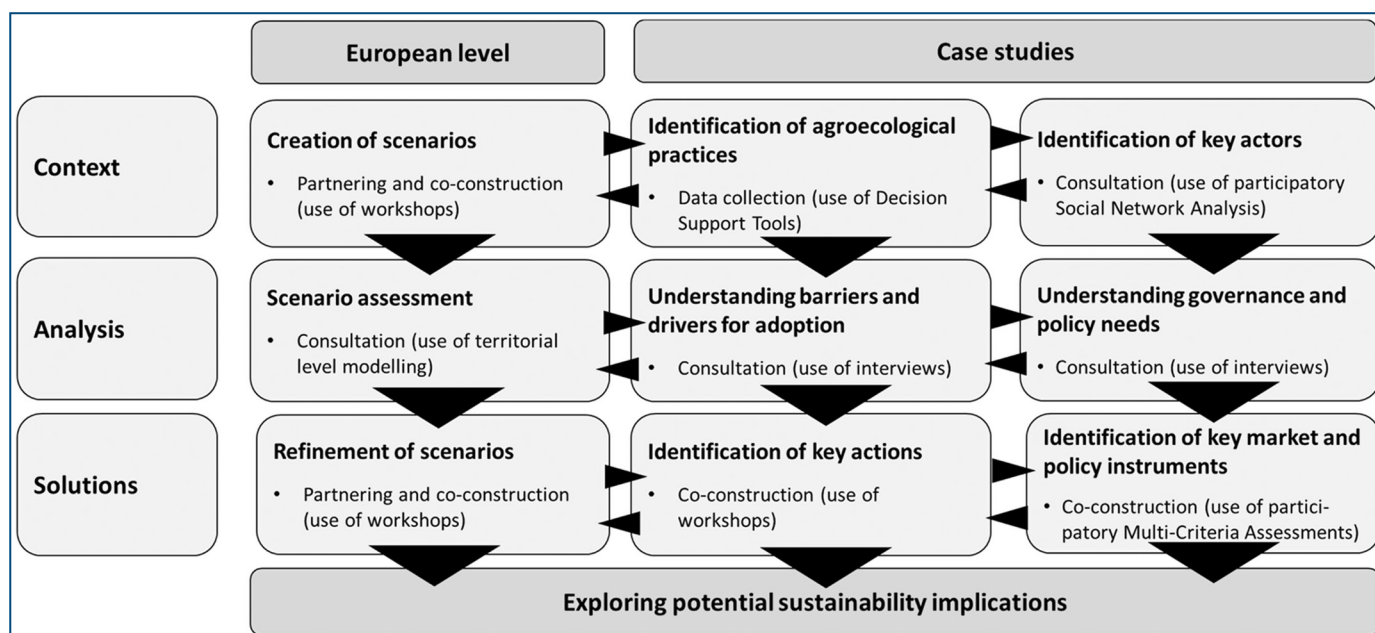 European level
Case studies
Context
Creation of scenarios
• Partnering and co-construction
(use of workshops)
Identification of agroecological
practices
• Data collection (use of Decision
Support Tools)
Identification of key actors
• Consultation (use of participatory
Social Network Analysis)
Analysis
Scenario assessment
• Consultation (use of territorial
level modelling)
Understanding barriers and
drivers for adoption
• Consultation (use of interviews)
Understanding governance and
policy needs
• Consultation (use of interviews)
Solutions
Refinement of scenarios
• Partnering and co-construction
(use of workshops)
Identification of key actions
• Co-construction (use of
workshops)
Identification of key market and
policy instruments
• Co-construction (use of partici-
patory Multi-Criteria Assessments)
Exploring potential sustainability implications